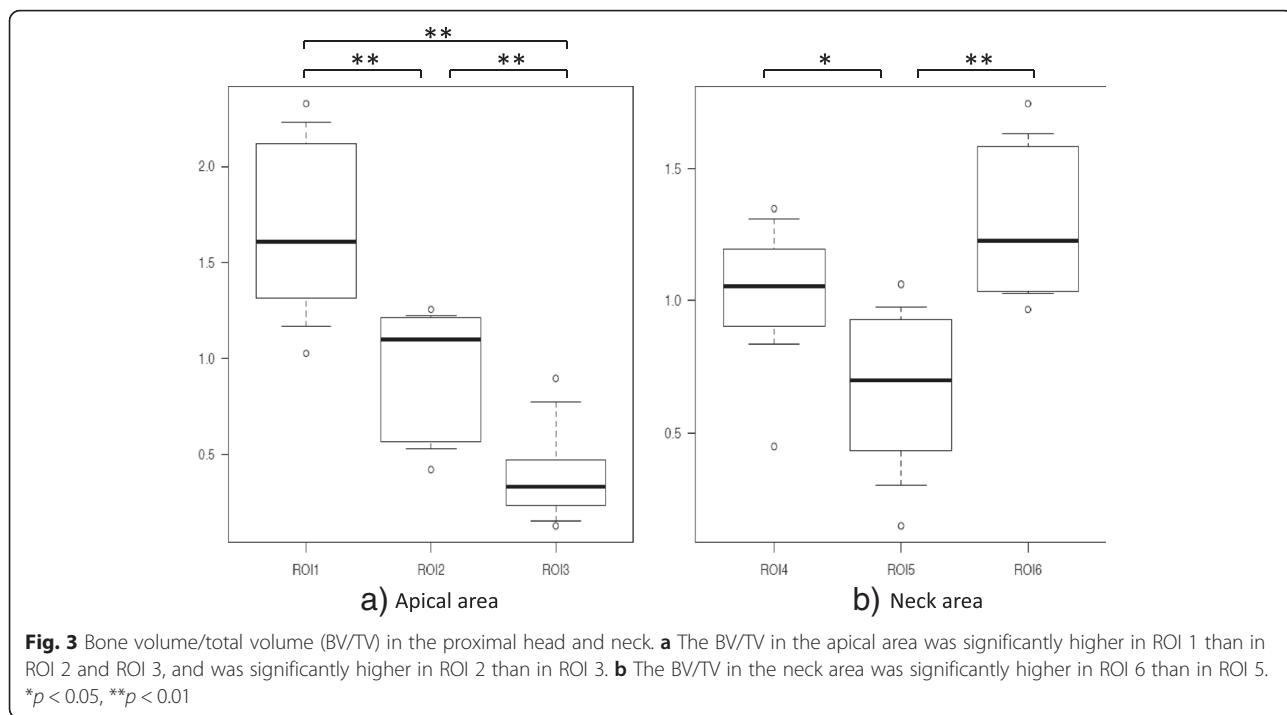 ** 
** **
* **
2.0
1.5
1.0
0.5
ROI1 ROI2 ROI3
a) Apical area
1.5
1.0
0.5
ROI4 ROI5 ROI6
b) Neck area
Fig. 3 Bone volume/total volume (BV/TV) in the proximal head and neck. a The BV/TV in the apical area was significantly higher in ROI 1 than in
ROI 2 and ROI 3, and was significantly higher in ROI 2 than in ROI 3. b The BV/TV in the neck area was significantly higher in ROI 6 than in ROI 5.
*p < 0.05, **p < 0.01